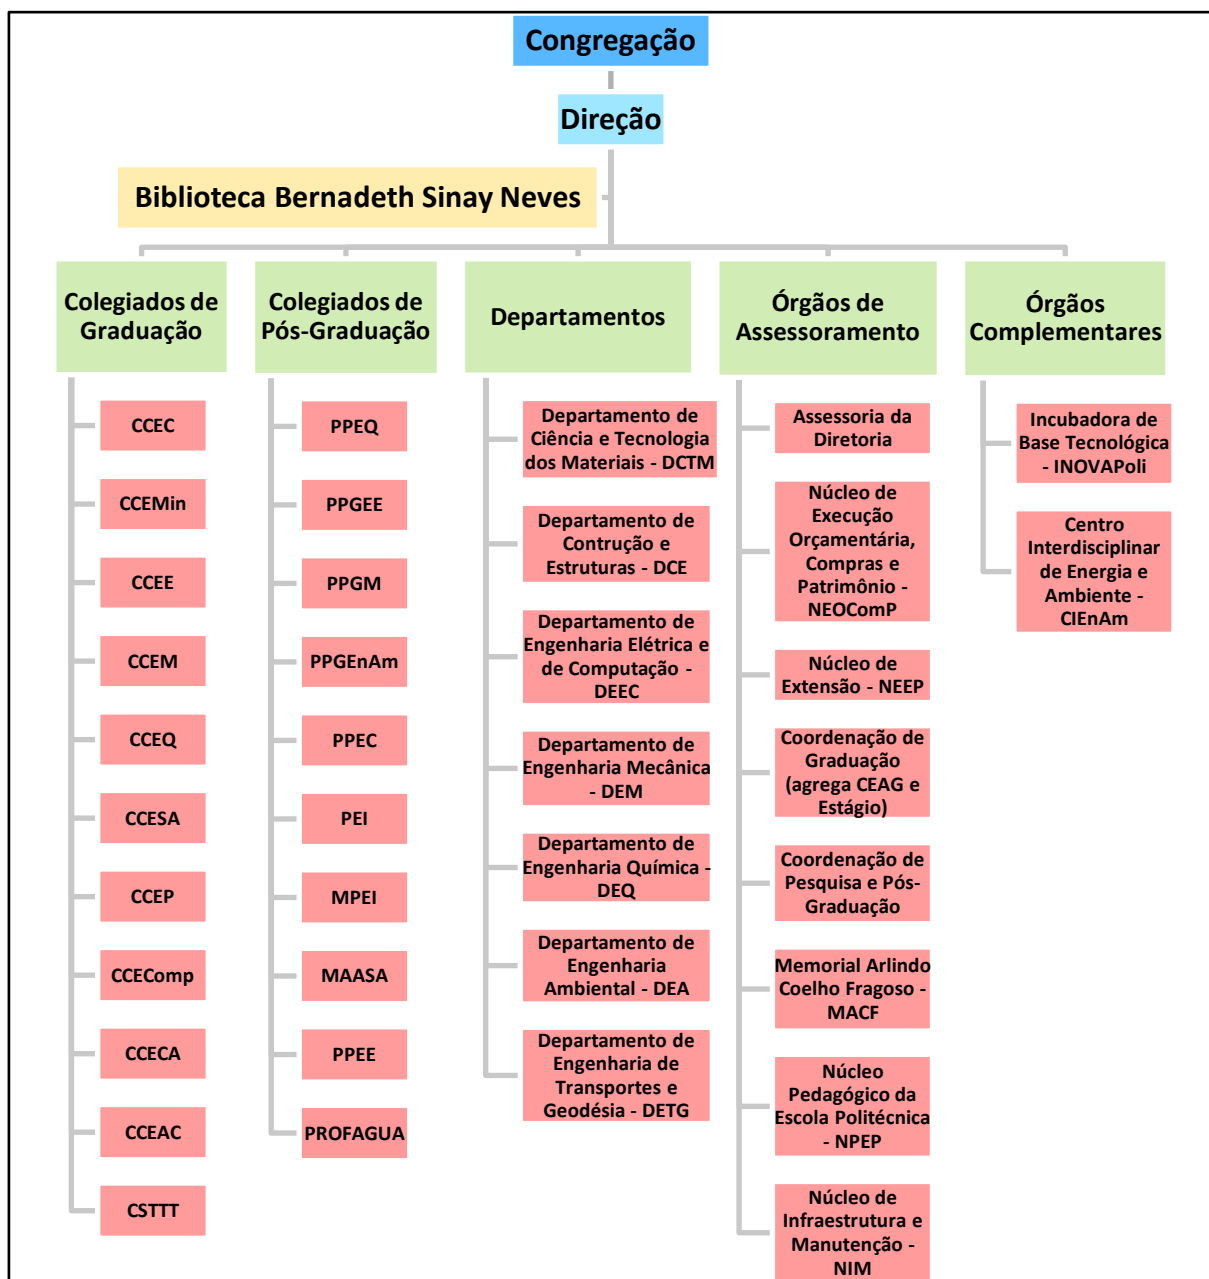 Congregação
Direção
Biblioteca Bernadeth Sinay Neves
Colegiados de
Graduação
CCEC
CCEMin
CCEE
CCEM
CCEQ
CCESA
CCEP
CCEComp
CCECA
CCEAC
CSTTT
Colegiados de
Pós-Graduação
PPEQ
PPGEE
PPGM
PPGEnAm
PPEC
PEI
MPEI
MAASA
PPEE
PROFAGUA
Departamentos
Departamento de
Ciência e Tecnologia
dos Materiais - DCTM
Departamento de
Contrução e
Estruturas - DCE
Departamento de
Engenharia Elétrica e
de Computação -
DEEC
Departamento de
Engenharia Mecânica
- DEM
Departamento de
Engenharia Química -
DEQ
Departamento de
Engenharia
Ambiental - DEA
Departamento de
Engenharia de
Transportes e
Geodésia - DETG
Órgãos de
Assessoramento
Assessoria da
Diretoria
Núcleo de
Execução
Orçamentária,
Compras e
Patrimônio -
NEOComP
Núcleo de
Extensão - NEEP
Coordenação de
Graduação
(agrega CEAG e
Estágio)
Coordenação de
Pesquisa e Pós-
Graduação
Memorial Arlindo
Coelho Fragoso -
MACF
Núcleo
Pedagógico da
Escola Politécnica
- NPEP
Núcleo de
Infraestrutura e
Manutenção -
NIM
Órgãos
Complementares
Incubadora de
Base Tecnológica
- INOVAPoli
Centro
Interdisciplinar
de Energia e
Ambiente -
CIEnAm